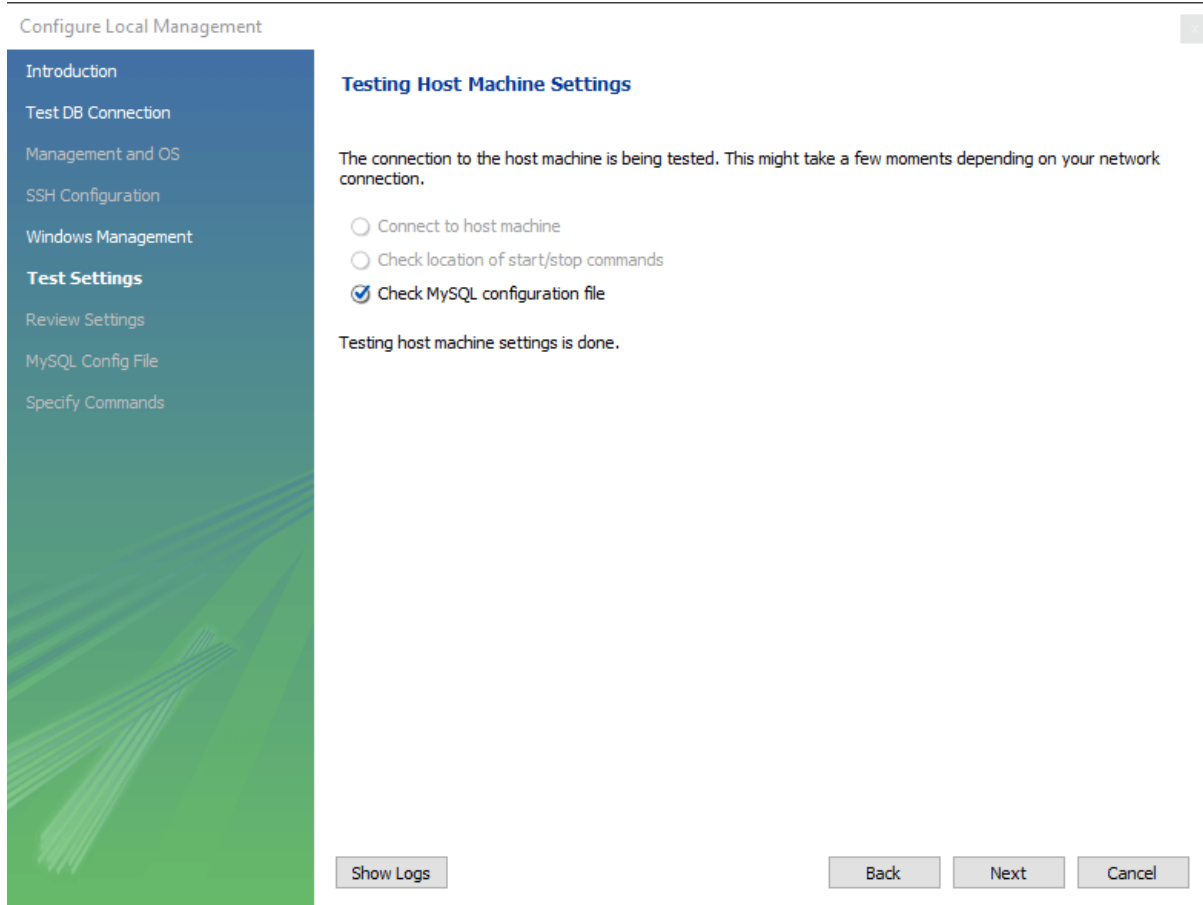 Configure Local Management
x
Introduction
Test DB Connection
Management and OS
SSH Configuration
Windows Management
Test Settings
Review Settings
MySQL Config File
Specify Commands
Testing Host Machine Settings
The connection to the host machine is being tested. This might take a few moments depending on your network
connection.
Connect to host machine
Check location of start/stop commands
Check MySQL configuration file
Testing host machine settings is done.
Show Logs
Back
Next
Cancel